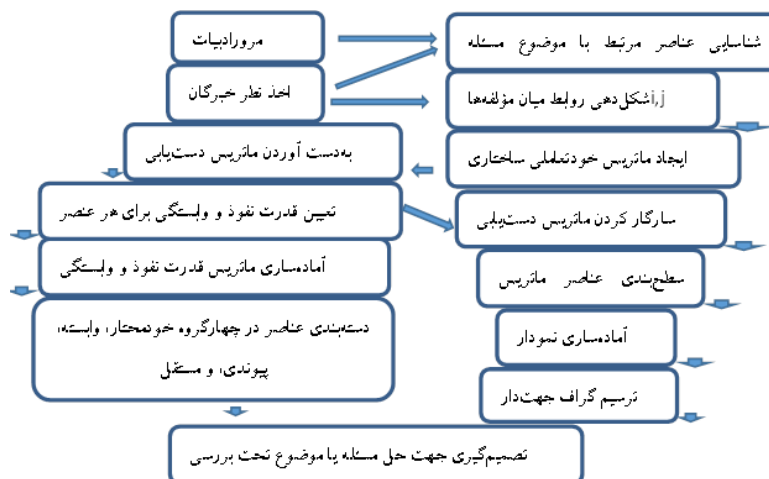 مرورادبیات
شناسایی عناصر مرتبط با موضوع مسئله
اخذ نظر خبرگان
i,jشکل‌دهی روابط میان مؤلفه‌ها
به‌دست آوردن ماتریس دست‌یابی
ایجاد ماتریس خودتعاملی ساختاری
تعیین قدرت نفوذ و وابستگی برای هر عنصر
سازگار کردن ماتریس دست‌یابی
آماده‌سازی ماتریس قدرت نفوذ و وابستگی
سطح‌بندی عناصر ماتریس
دسته‌بندی عناصر در چهارگروه خودمختار، وابسته،
پیوندی، و مستقل
آماده‌سازی نمودار
ترسیم گراف جهت‌دار
تصمیم‌گیری جهت حل مسئله یا موضوع تحت بررسی